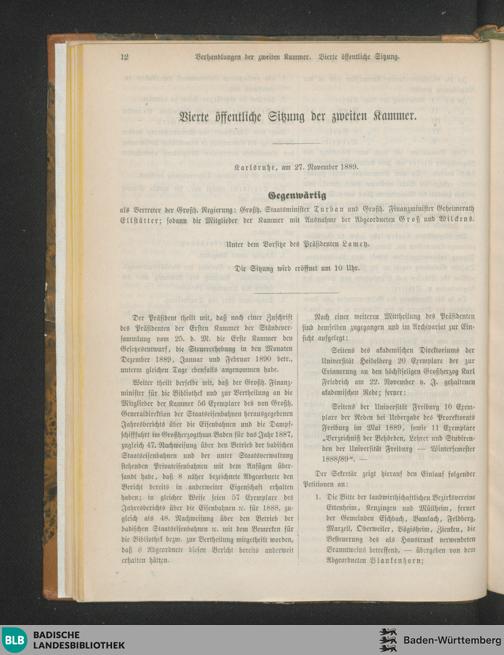 12 Verhandlungen der zweiten Kammer. Vierte öffentliche Sitzung.
Vierte öffentliche Sitzung der zweiten Kammer.
Karlsruhe, am 27. November 1889.
Gegenwärtig
als Vertreter der Großh. Regierung: Großh. Staatsminister Turban und Großh. Finanzminister Geheimerath
Ellstätter; sodann die Mitglieder der Kammer mit Ausnahme der Abgeordneten Groß und Wilckens.
Unter dem Vorsitze des Präsidenten Lamey.
Die Sitzung wird eröffnet um 10 Uhr.
Der Präsident theilt mit, daß nach einer Zuschrift
des Präsidenten der Ersten Kammer der Ständever-
sammlung vom 25. d. M. die Erste Kammer den
Gesetzesentwurf, die Steuererhebung in den Monaten
Dezember 1889, Januar und Februar 1890 betr.,
unterm gleichen Tage ebenfalls angenommen habe.
Weiter theilt derselbe mit, daß der Großh. Finanz-
minister für die Bibliothek und zur Vertheilung an die
Mitglieder der Kammer 56 Exemplare des von Großh.
Generaldirektion der Staatseisenbahnen herausgegebenen
Jahresberichts über die Eisenbahnen und die Dampf-
schifffahrt im Großherzogthum Baden für das Jahr 1887,
zugleich 47. Nachweisung über den Betrieb der badischen
Staatseisenbahnen und der unter Staatsverwaltung
stehenden Privateisenbahnen mit dem Anfügen über-
sandt habe, daß 8 näher bezeichnete Abgeordnete den
Bericht bereits in anderweiter Eigenschaft erhalten
haben; in gleicher Weise seien 57 Exemplare des
Jahresberichts über die Eisenbahnen ꝛc. für 1888, zu-
gleich als 48. Nachweisung über den Betrieb der
badischen Staatseisenbahnen ꝛc. mit dem Bemerken für
die Bibliothek bezw. zur Vertheilung mitgetheilt worden,
daß 8 Abgeordnete diesen Bericht bereits anderweit
erhalten hätten.
Nach einer weiteren Mittheilung des Präsidenten
sind demselben zugegangen und im Archivariat zur Ein-
sicht aufgelegt:
Seitens des akademischen Direktoriums der
Universität Heidelberg 20 Exemplare der zur
Erinnerung an den höchstseligen Großherzog Karl
Friedrich am 22. November d. J. gehaltenen
akademischen Rede; ferner:
Seitens der Universität Freiburg 10 Exem-
plare der Reden bei Uebergabe des Prorektorats
Freiburg im Mai 1889, sowie 11 Exemplare
„Verzeichniß der Behörden, Lehrer und Studiren-
den der Universität Freiburg — Wintersemester
1888/89“. —
Der Sekretär zeigt hierauf den Einlauf folgender
Petitionen an:
1. Die Bitte der landwirthschaftlichen Bezirksvereine
Ettenheim, Kenzingen und Müllheim, ferner
der Gemeinden Eichbach, Bamlach, Feldberg,
Mauzell, Oberweiler, Vögisheim, Zienken, die
Besteuerung des als Haustrunk verwendeten
Branntweins betreffend, — übergeben von dem
Abgeordneten Blankenhorn;
BLB BADISCHE
LANDESBIBLIOTHEK
Baden-Württemberg